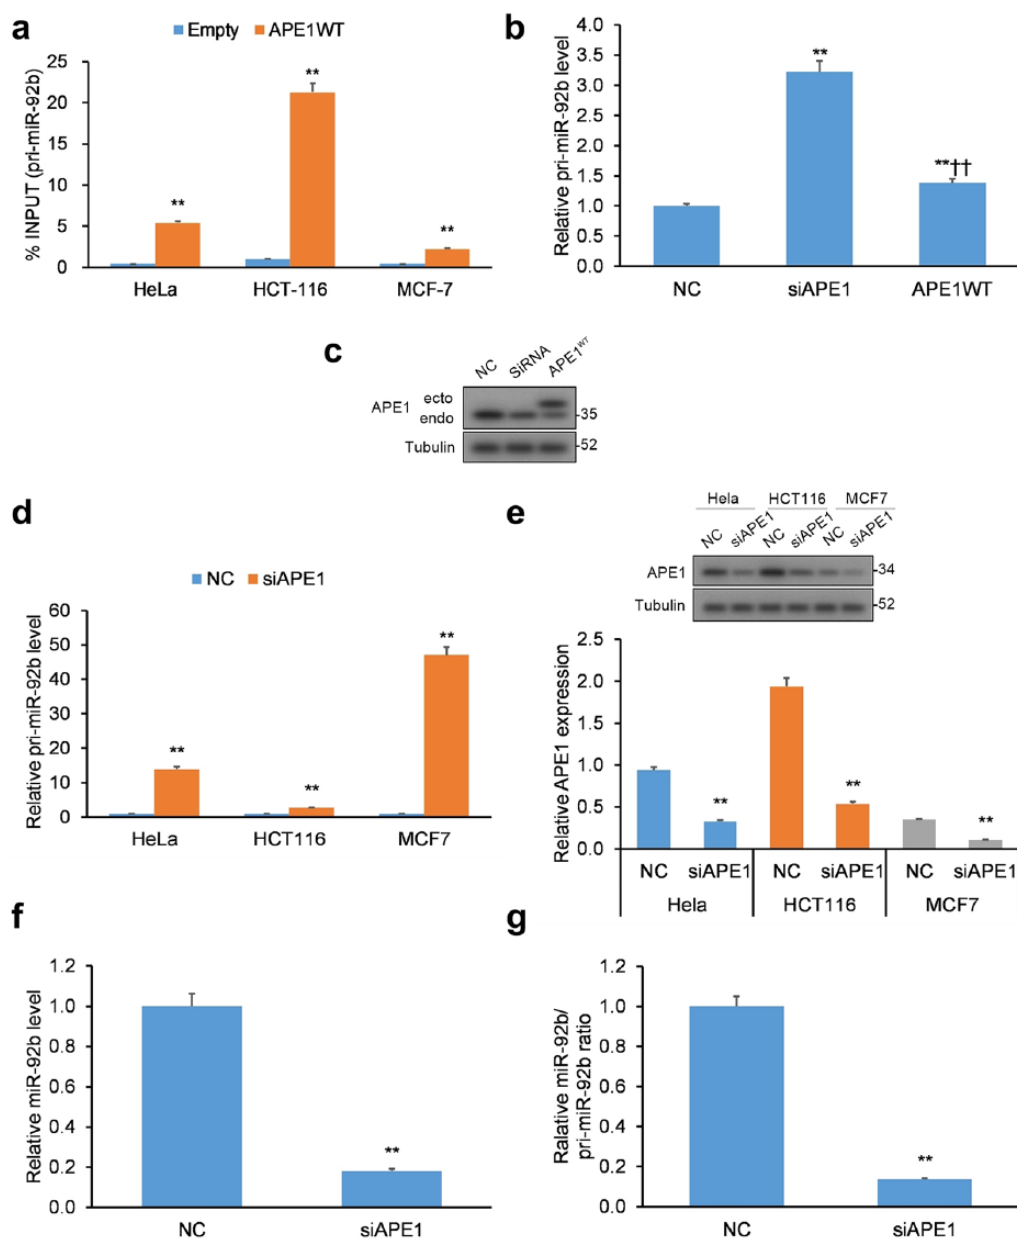 a
Empty APE1WT
% INPUT (pri-miR-92b)
25
20
15
10
5
0
**
**
**
HeLa HCT-116 MCF-7
b
Relative pri-miR-92b level
4.0
3.5
3.0
2.5
2.0
1.5
1.0
0.5
0.0
**
**††
NC siAPE1 APE1WT
c
NC SiRNA APE1WT
APE1 ecto
endo -35
Tubulin -52
d
NC siAPE1
Relative pri-miR-92b level
60
50
40
30
20
10
0
**
**
**
HeLa HCT116 MCF7
e
Hela HCT116 MCF7
NC siAPE1 NC siAPE1 NC siAPE1
APE1 -34
Tubulin -52
Relative APE1 expression
2.5
2.0
1.5
1.0
0.5
0.0
**
**
**
NC siAPE1 NC siAPE1 NC siAPE1
Hela HCT116 MCF7
f
Relative miR-92b level
1.2
1.0
0.8
0.6
0.4
0.2
0.0
**
NC siAPE1
g
Ralative miR-92b/
pri-miR-92b ratio
1.2
1.0
0.8
0.6
0.4
0.2
0.0
**
NC siAPE1